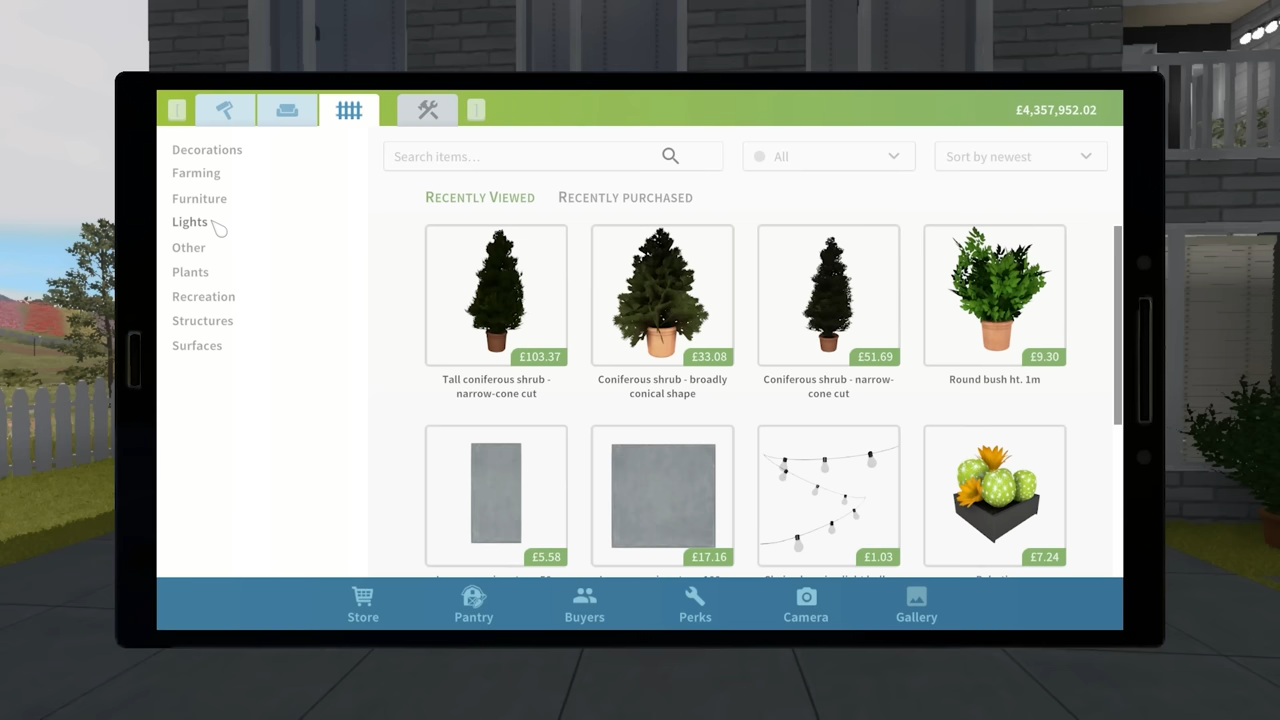 £4,357,952.02
Decorations
Farming
Furniture
Lights
Other
Plants
Recreation
Structures
Surfaces
Search items...
All
Sort by newest
Recently Viewed
Recently purchased
£103.37
£33.08
£51.69
£9.30
Tall coniferous shrub -
narrow-cone cut
Coniferous shrub - broadly
conical shape
Coniferous shrub - narrow-
cone cut
Round bush ht. 1m
£5.58
£17.16
£1.03
£7.24
Store
Pantry
Buyers
Perks
Camera
Gallery